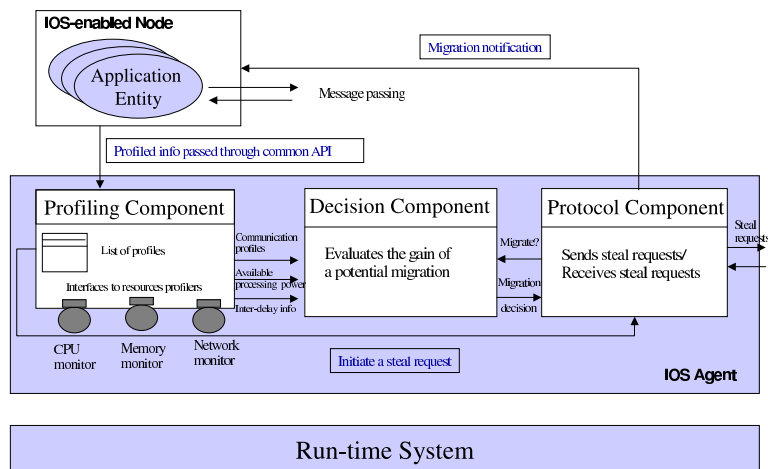 IOS-enabled Node
Application
Entity
Migration notification
Message passing
Profiled info passed through common API
Profiling Component
List of profiles
Interfaces to resources profilers
CPU
monitor
Memory
monitor
Network
monitor
Communication
profiles
Available
processing power
Inter-delay info
Decision Component
Evaluates the gain of
a potential migration
Migrate?
Migration
decision
Protocol Component
Sends steal requests/
Receives steal requests
Steal
requests
Initiate a steal request
IOS Agent
Run-time System